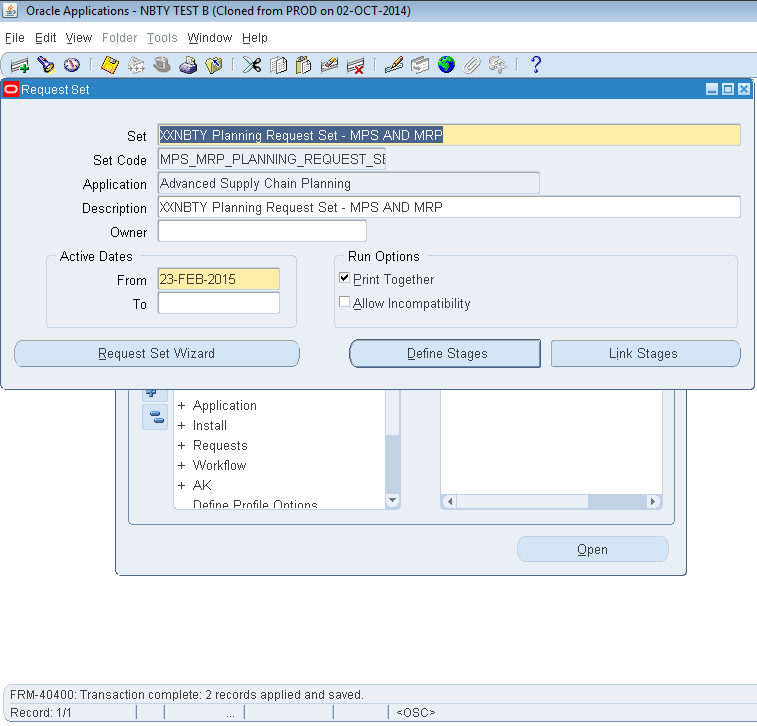 Oracle Applications - NBTY TEST B (Cloned from PROD on 02-OCT-2014)
File Edit View Folder Tools Window Help
Request Set
Set XXNBTY Planning Request Set - MPS AND MRP
Set Code MPS_MRP_PLANNING_REQUEST_SE
Application Advanced Supply Chain Planning
Description XXNBTY Planning Request Set - MPS AND MRP
Owner
Active Dates Run Options
From 23-FEB-2015 Print Together
To Allow Incompatibility
Request Set Wizard Define Stages Link Stages
+ Application
+ Install
+ Requests
+ Workflow
+ AK
Define Profile Options
Open
FRM-40400: Transaction complete: 2 records applied and saved.
Record: 1/1 ... <OSC>